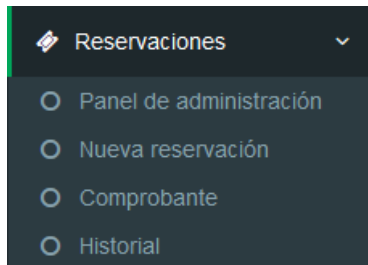 Reservaciones
Panel de administración
Nueva reservación
Comprobante
Historial